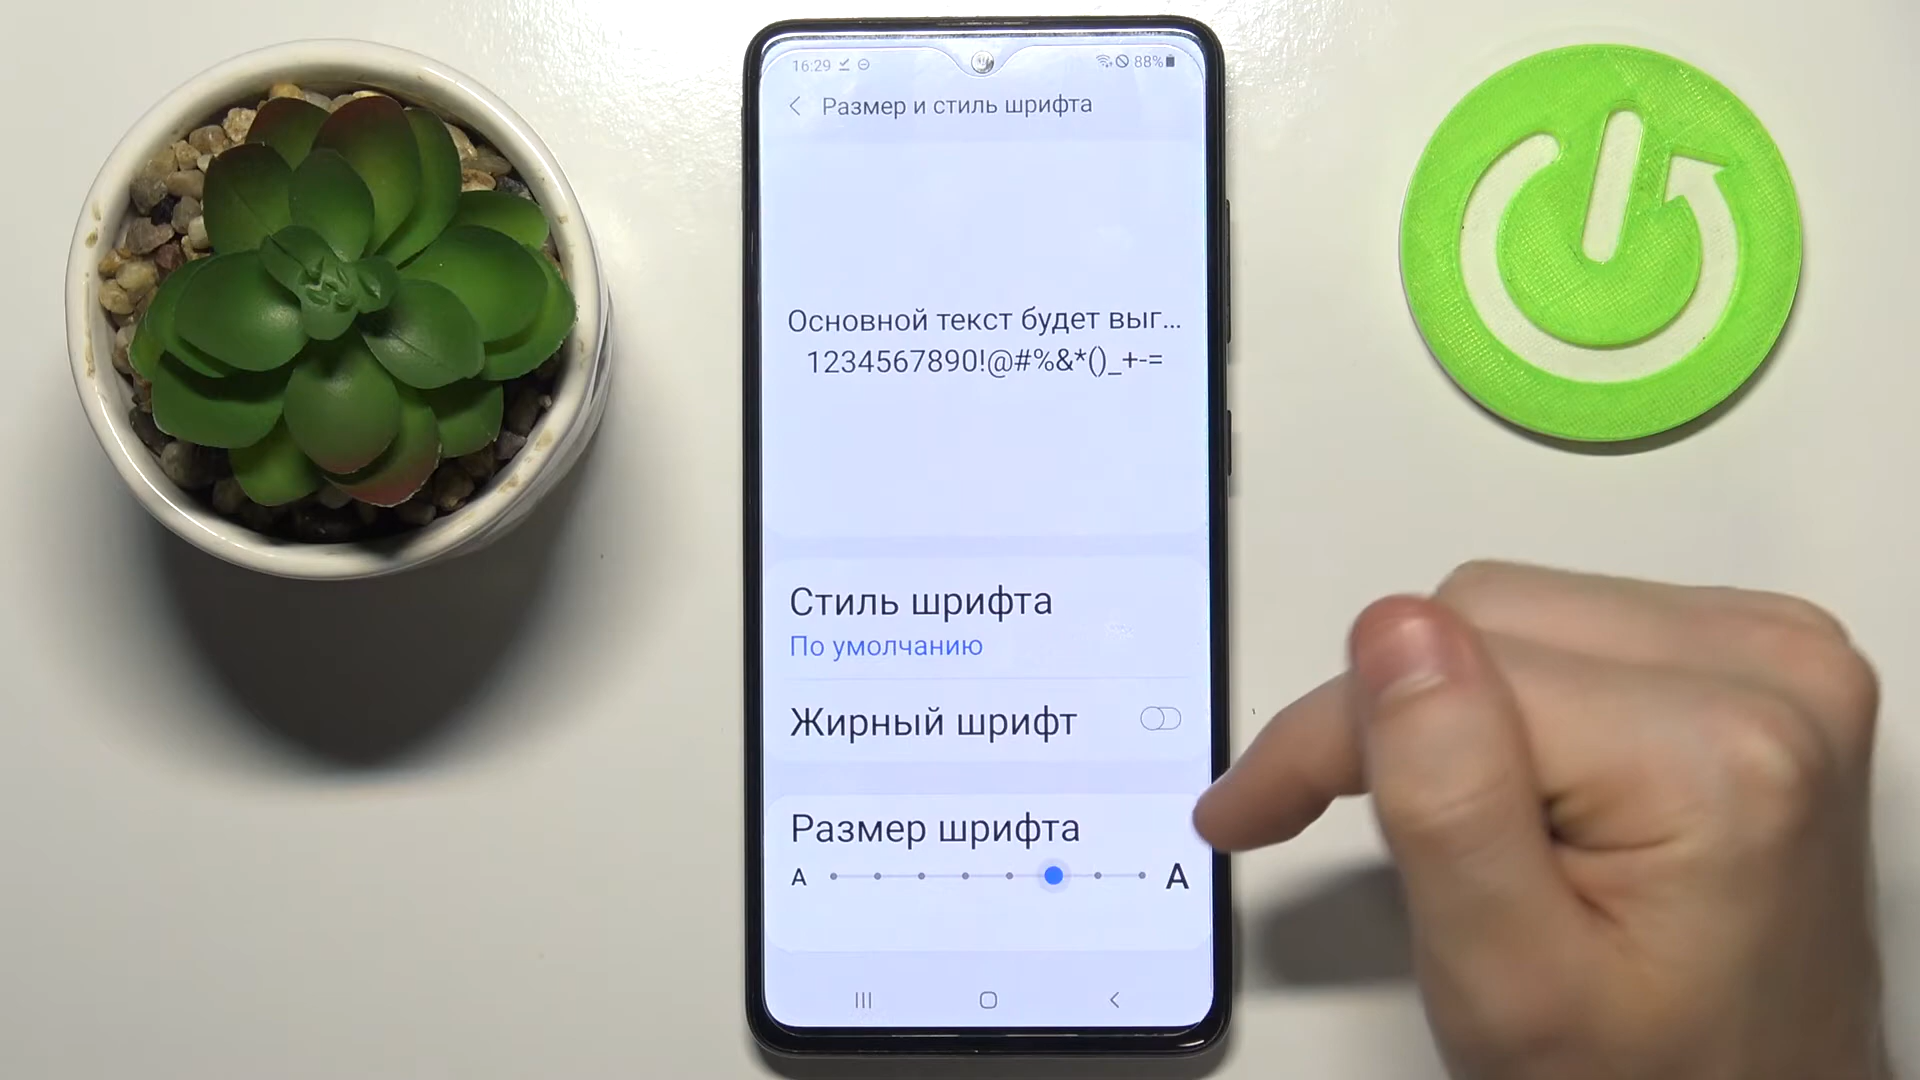 16:29
88%
Размер и стиль шрифта
Основной текст будет выг...
1234567890!@#%&*()_+-=
Стиль шрифта
По умолчанию
Жирный шрифт
Размер шрифта
A A